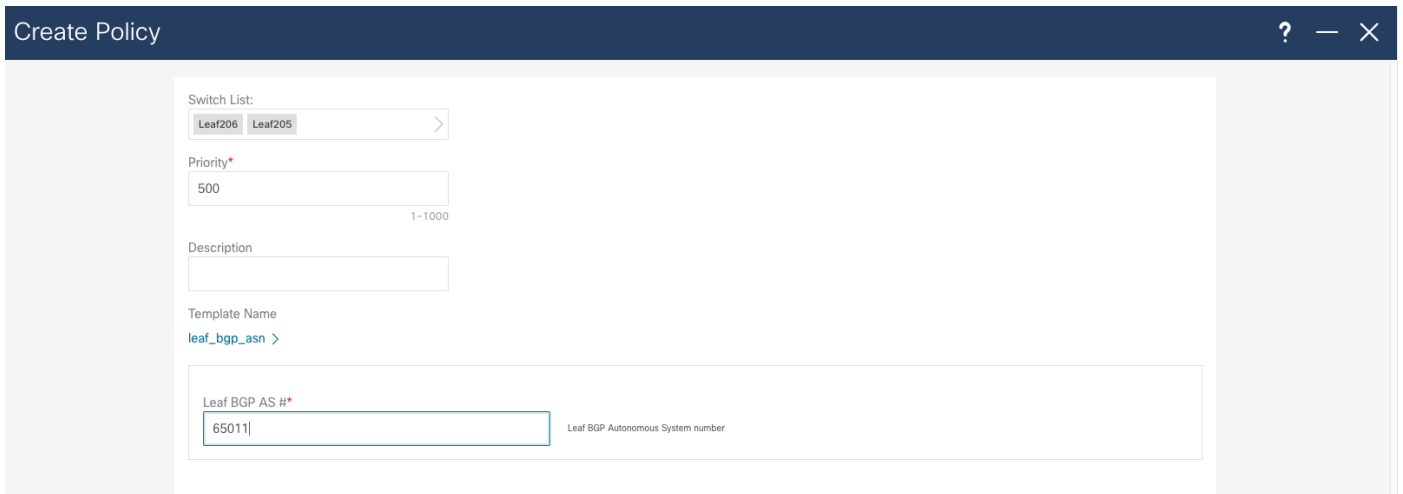 Create Policy
?
Switch List:
Leaf206 Leaf205
Priority*
500
1-1000
Description
Template Name
leaf_bgp_asn
Leaf BGP AS #*
65011
Leaf BGP Autonomous System number